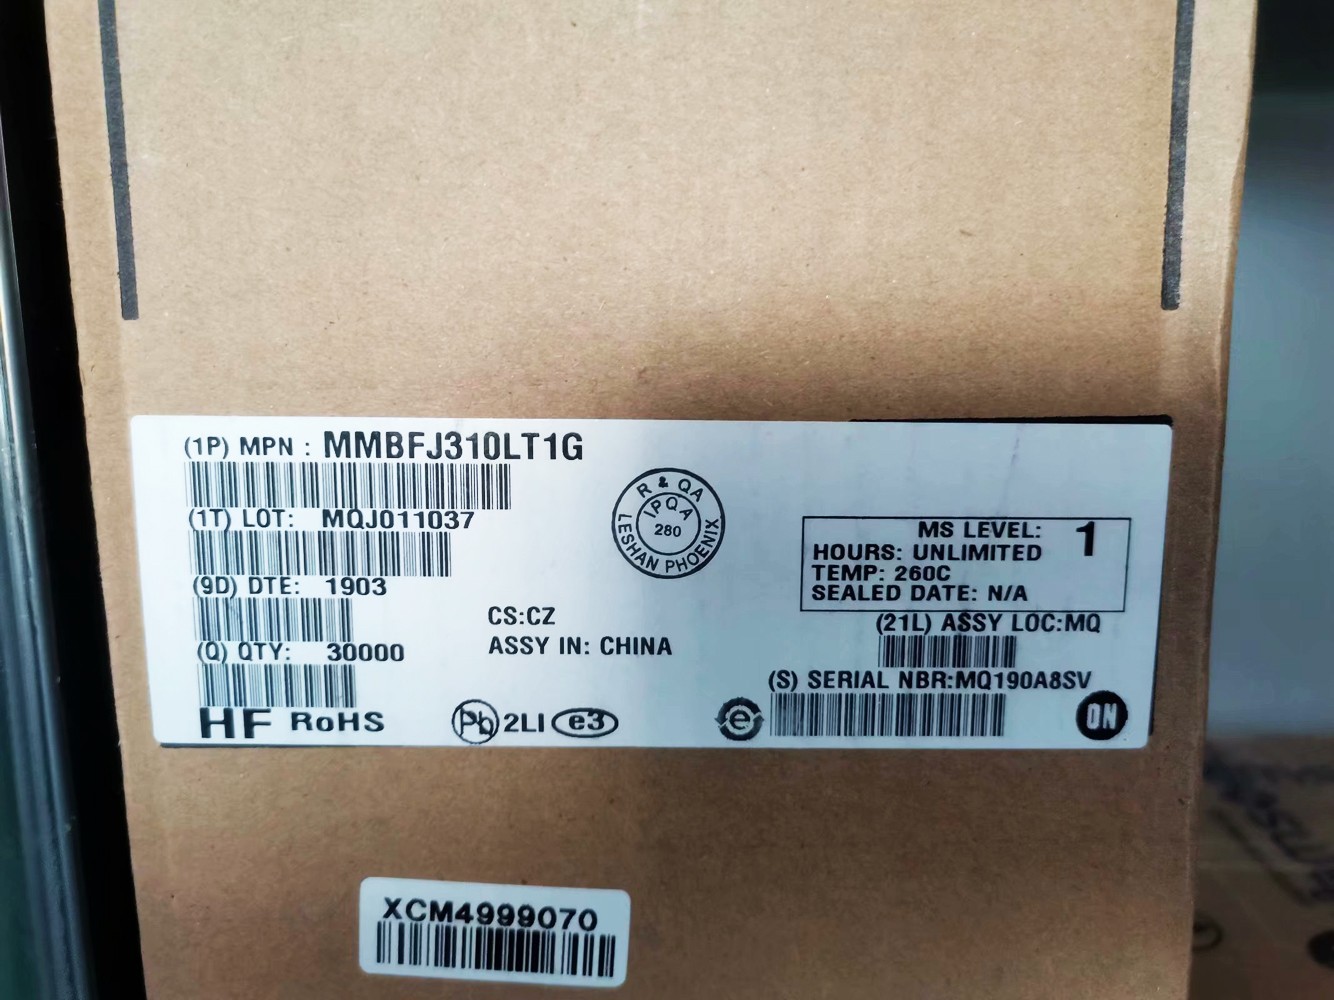 (1P) MPN : MMBFJ310LT1G
(1T) LOT: MQJ011037
(9D) DTE: 1903
(Q) QTY: 30000
HF RoHS
CS:CZ
ASSY IN: CHINA
Pb 2LI e3
R & QA
IPQA
280
LESHAN PHOENIX
MS LEVEL: 1
HOURS: UNLIMITED
TEMP: 260C
SEALED DATE: N/A
(21L) ASSY LOC:MQ
(S) SERIAL NBR:MQ190A8SV
e
ON
XCM4999070